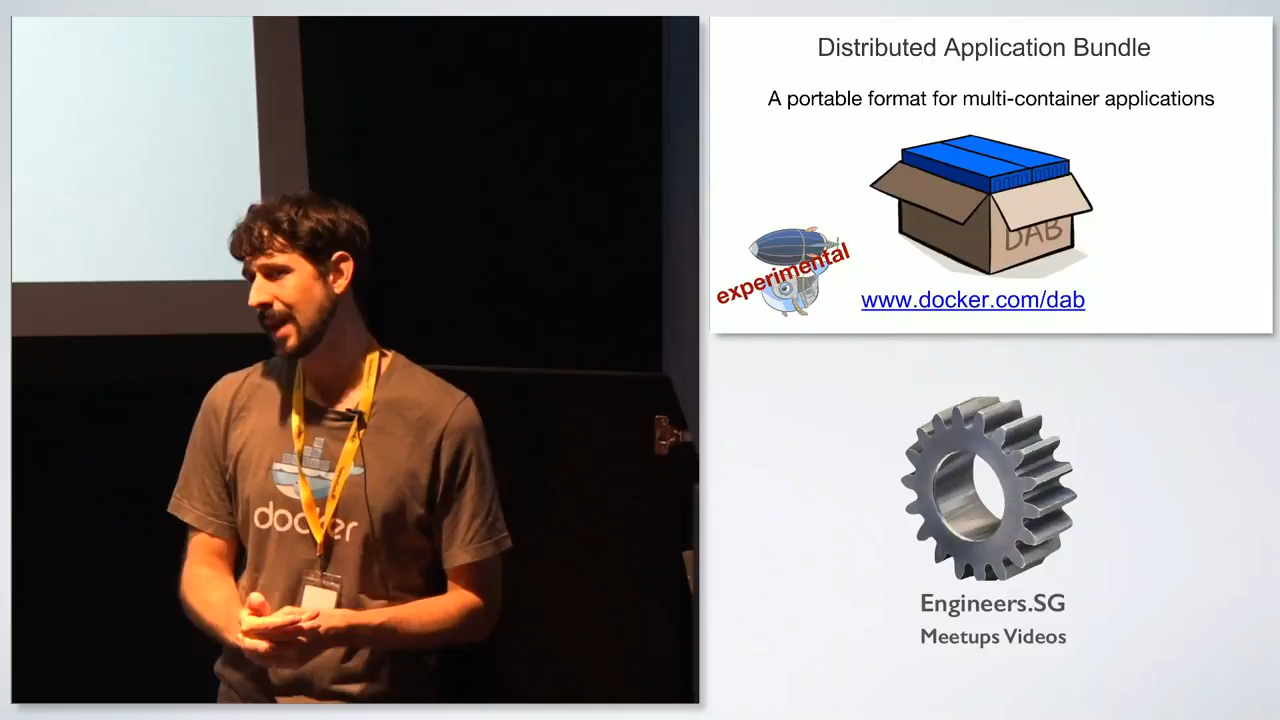 Distributed Application Bundle
A portable format for multi-container applications
DAB
experimental
www.docker.com/dab
docker
Engineers.SG
Meetups Videos